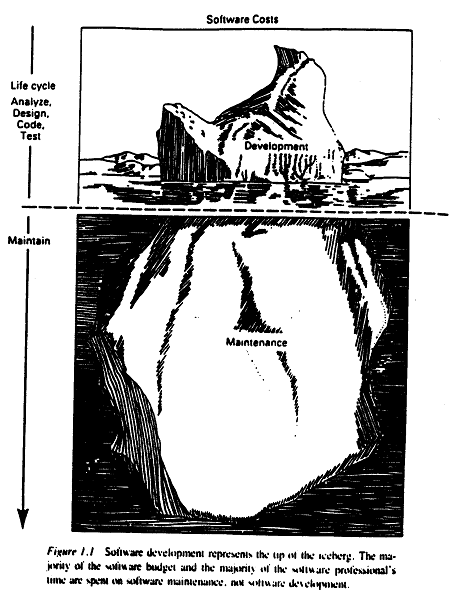 Software Costs
Life cycle
Analyze,
Design,
Code,
Test
Development
Maintain
Maintenance
Figure 1.1 Software development represents the tip of the iceberg. The ma-
jority of the software budget and the majority of the software professional's
time are spent on software maintenance, not software development.